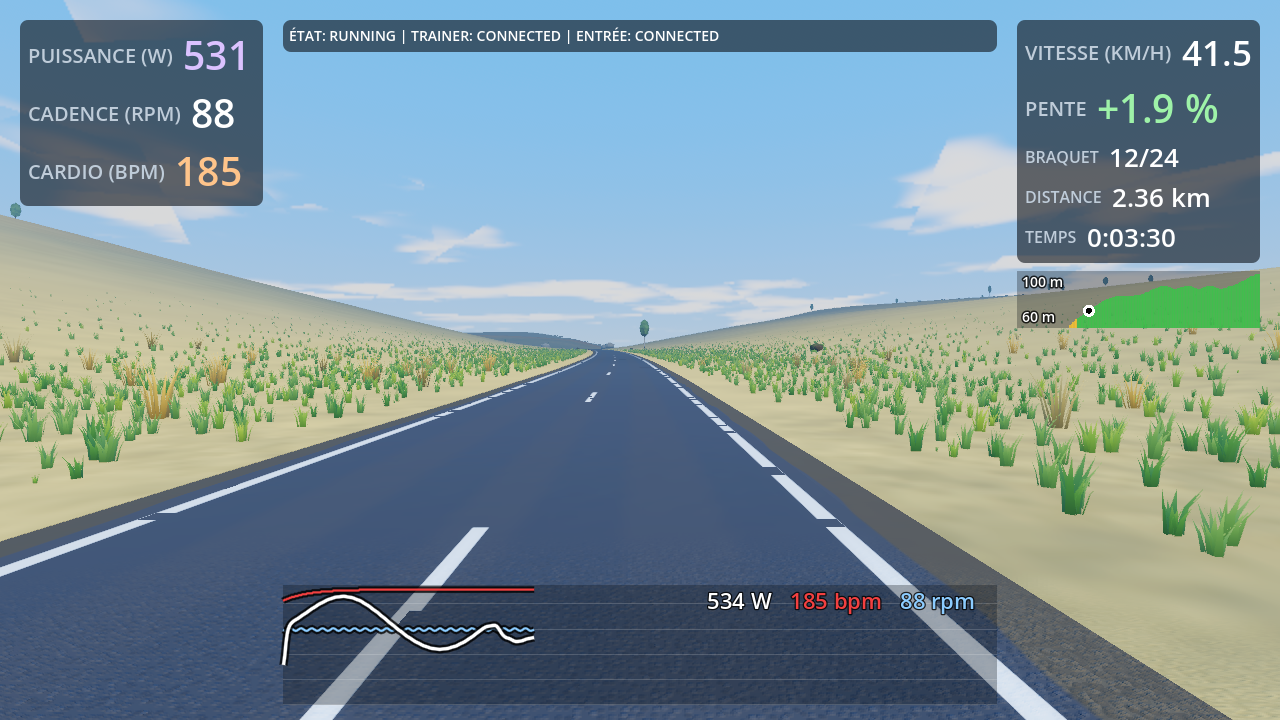 PUISSANCE (W) 531
CADENCE (RPM) 88
CARDIO (BPM) 185
ÉTAT: RUNNING | TRAINER: CONNECTED | ENTRÉE: CONNECTED
VITESSE (KM/H) 41.5
PENTE +1.9 %
BRAQUET 12/24
DISTANCE 2.36 km
TEMPS 0:03:30
100 m
60 m
534 W 185 bpm 88 rpm